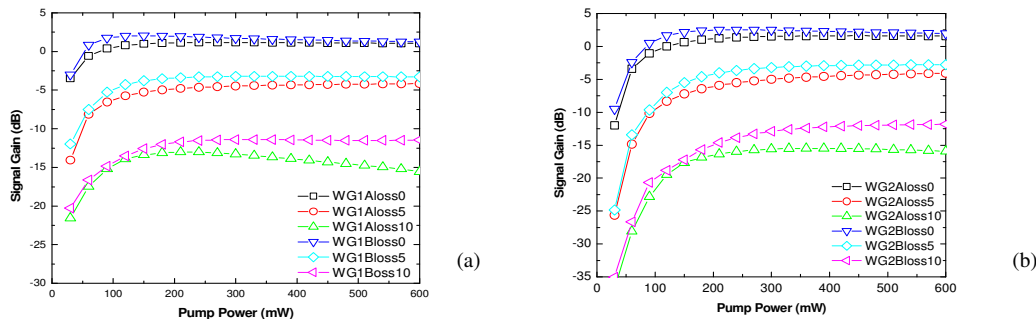 5
0
-5
-10
-15
-20
-25
-30
Signal Gain (dB)
0 100 200 300 400 500 600
Pump Power (mW)
WG1Aloss0
WG1Aloss5
WG1Aloss10
WG1Bloss0
WG1Bloss5
WG1Boss10
(a)
5
0
-5
-10
-15
-20
-25
-30
-35
Signal Gain (dB)
0 100 200 300 400 500 600
Pump Power (mW)
WG2Aloss0
WG2Aloss5
WG2Aloss10
WG2Bloss0
WG2Bloss5
WG2Bloss10
(b)